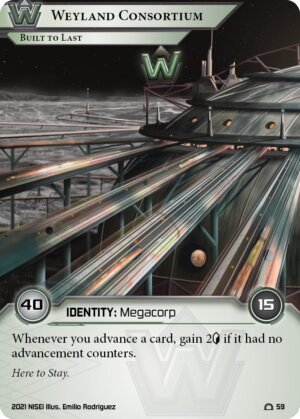 WEYLAND CONSORTIUM
BUILT TO LAST
40
IDENTITY: Megacorp
15
Whenever you advance a card, gain 2 if it had no
advancement counters.
Here to Stay.
2021 NISEI Illus. Emilio Rodriguez
59